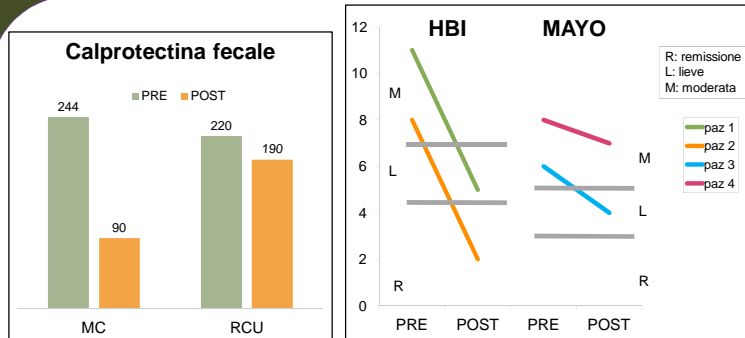 Calprotectina fecale
PRE POST
244
90
220
190
MC RCU
HBI MAYO
12
10
8
6
4
2
0
M
L
R
M
L
R
PRE POST PRE POST
R: remissione
L: lieve
M: moderata
paz 1
paz 2
paz 3
paz 4